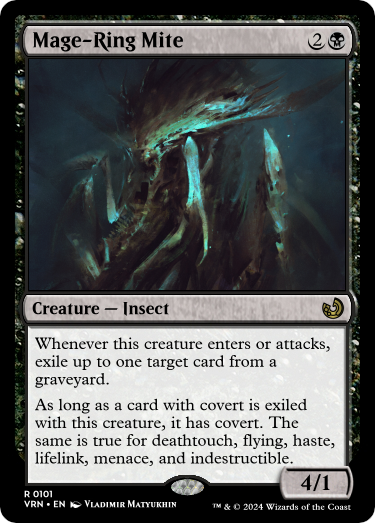 Mage-Ring Mite 2
Creature — Insect
Whenever this creature enters or attacks,
exile up to one target card from a
graveyard.
As long as a card with covert is exiled
with this creature, it has covert. The
same is true for deathtouch, flying, haste,
lifelink, menace, and indestructible.
4/1
R 0101
VRN • EN Vladimir Matyukhin
™ & © 2024 Wizards of the Coast